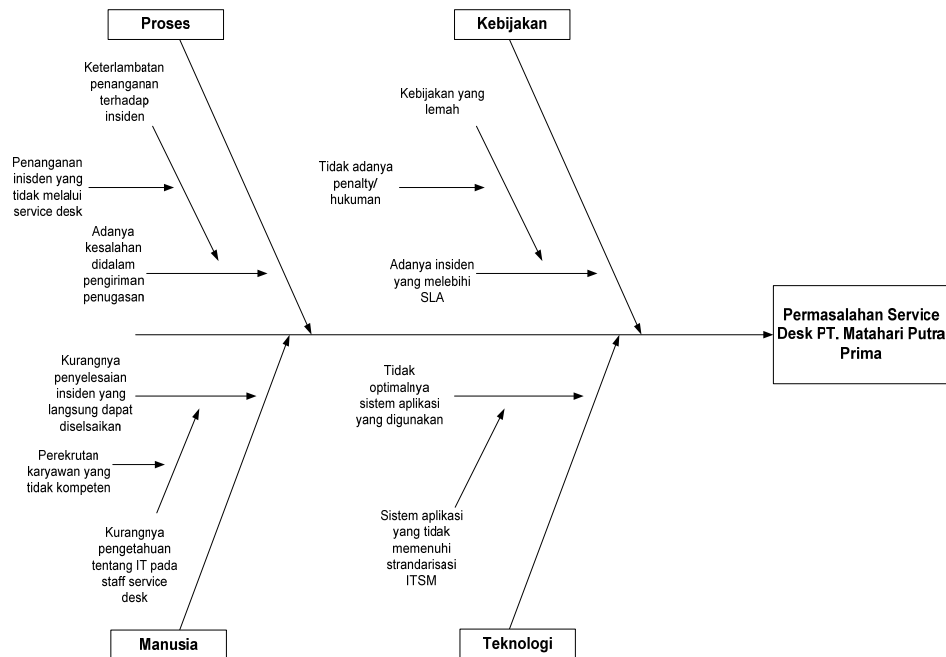 Proses
Kebijakan
Keterlambatan
penanganan
terhadap
insiden
Kebijakan yang
lemah
Penanganan
inisden yang
tidak melalui
service desk
Tidak adanya
penalty/
hukuman
Adanya
kesalahan
didalam
pengiriman
penugasan
Adanya insiden
yang melebihi
SLA
Permasalahan Service
Desk PT. Matahari Putra
Prima
Kurangnya
penyelesaian
insiden yang
langsung dapat
diselsaikan
Tidak
optimalnya
sistem aplikasi
yang digunakan
Perekrutan
karyawan yang
tidak kompeten
Kurangnya
pengetahuan
tentang IT pada
staff service
desk
Sistem aplikasi
yang tidak
memenuhi
strandarisasi
ITSM
Manusia
Teknologi